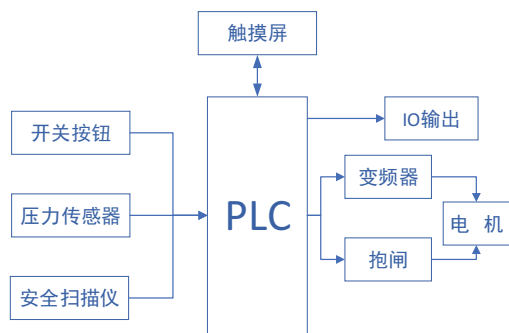 触摸屏
开关按钮
压力传感器
安全扫描仪
PLC
IO输出
变频器
抱闸
电 机